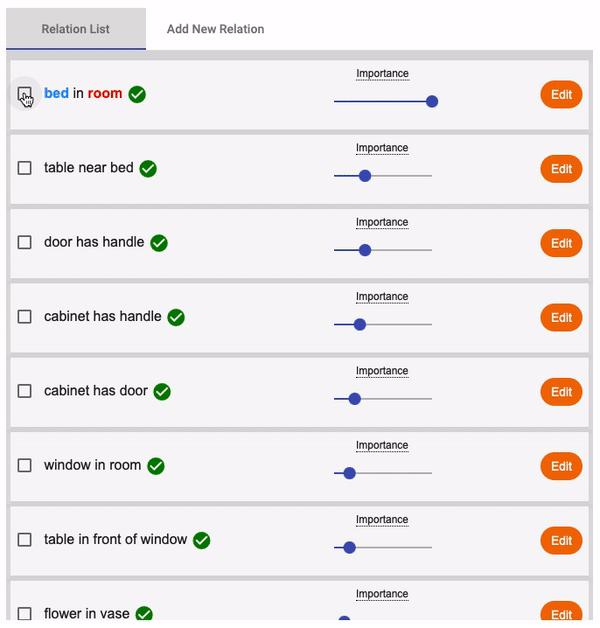 Relation List Add New Relation
Importance
bed in room Edit
Importance
table near bed Edit
Importance
door has handle Edit
Importance
cabinet has handle Edit
Importance
cabinet has door Edit
Importance
window in room Edit
Importance
table in front of window Edit
Importance
flower in vase Edit